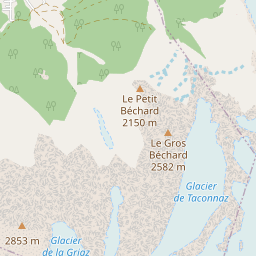 Le Petit
Béchard
2150 m
Le Gros
Béchard
2582 m
Glacier
de Taconnaz
2853 m
Glacier
de la Griaz